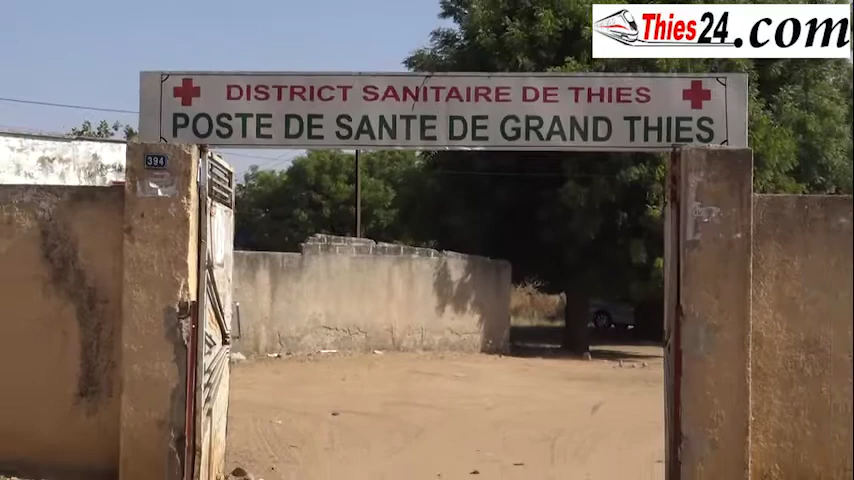 Thies24.com
DISTRICT SANITAIRE DE THIES
POSTE DE SANTE DE GRAND THIES
394